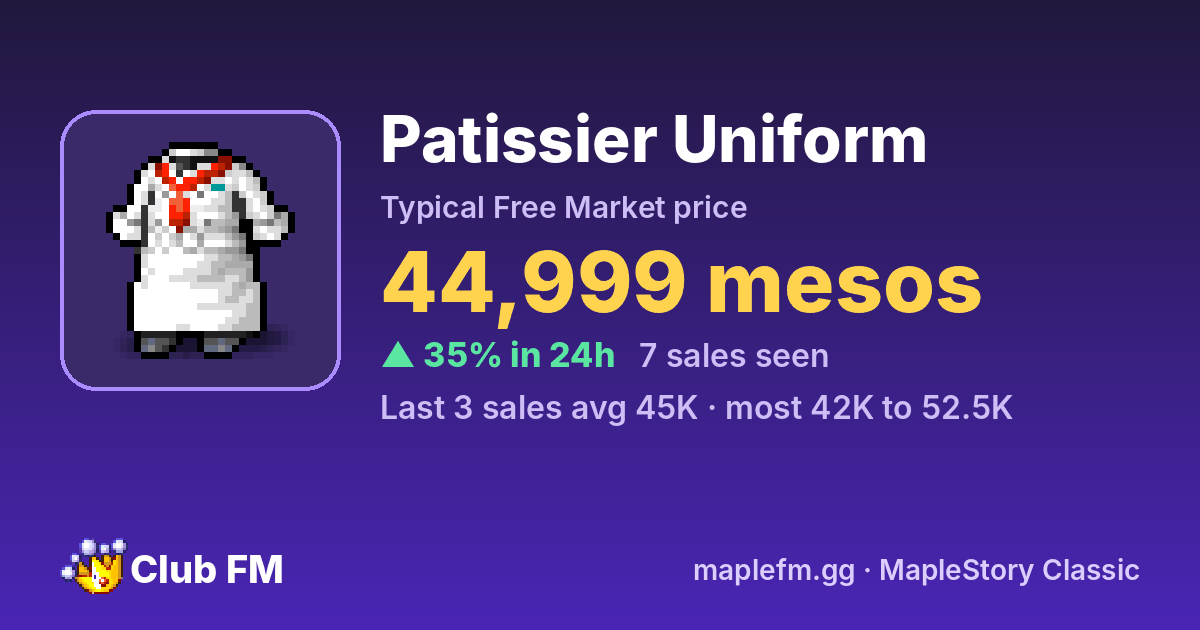 Patissier Uniform
Typical Free Market price
44,999 mesos
▲ 35% in 24h 7 sales seen
Last 3 sales avg 45K · most 42K to 52.5K
Club FM
maplefm.gg · MapleStory Classic